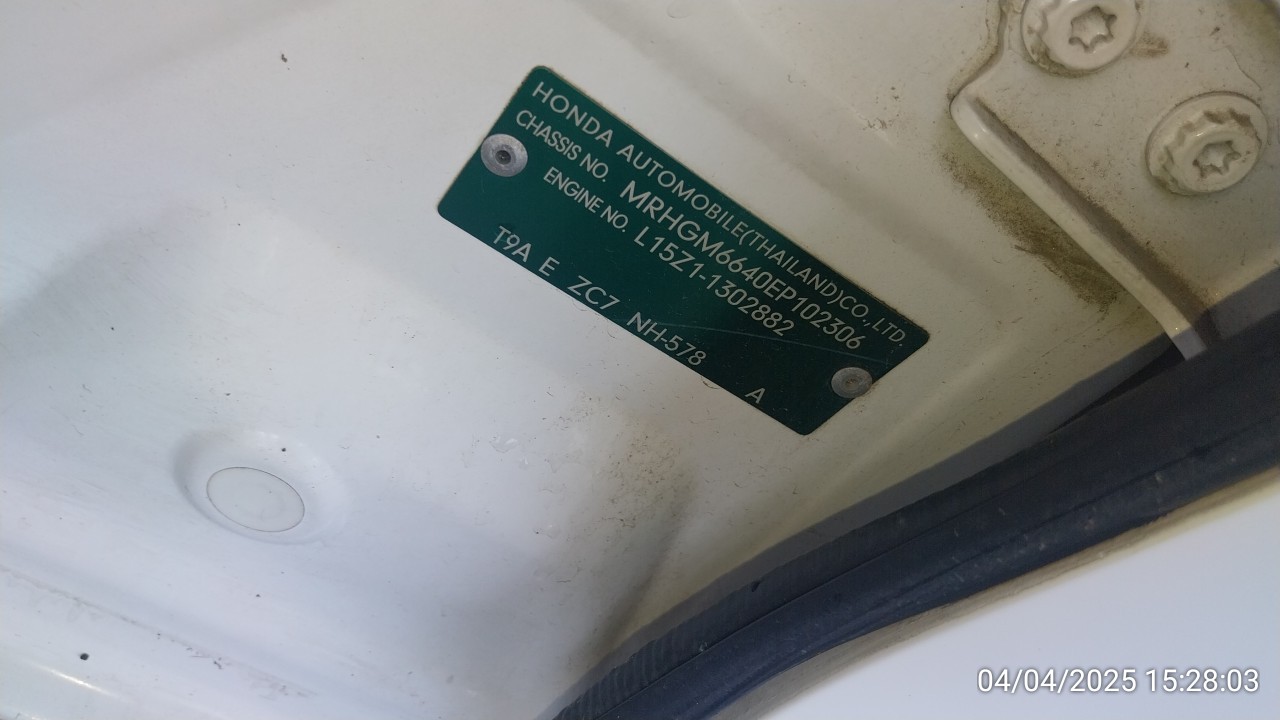 HONDA AUTOMOBILE(THAILAND)CO.,LTD.
CHASSIS NO. MRHGM6640EP102306
ENGINE NO. L15Z1-1302882
T9A E ZC7 NH-578 A
04/04/2025 15:28:03